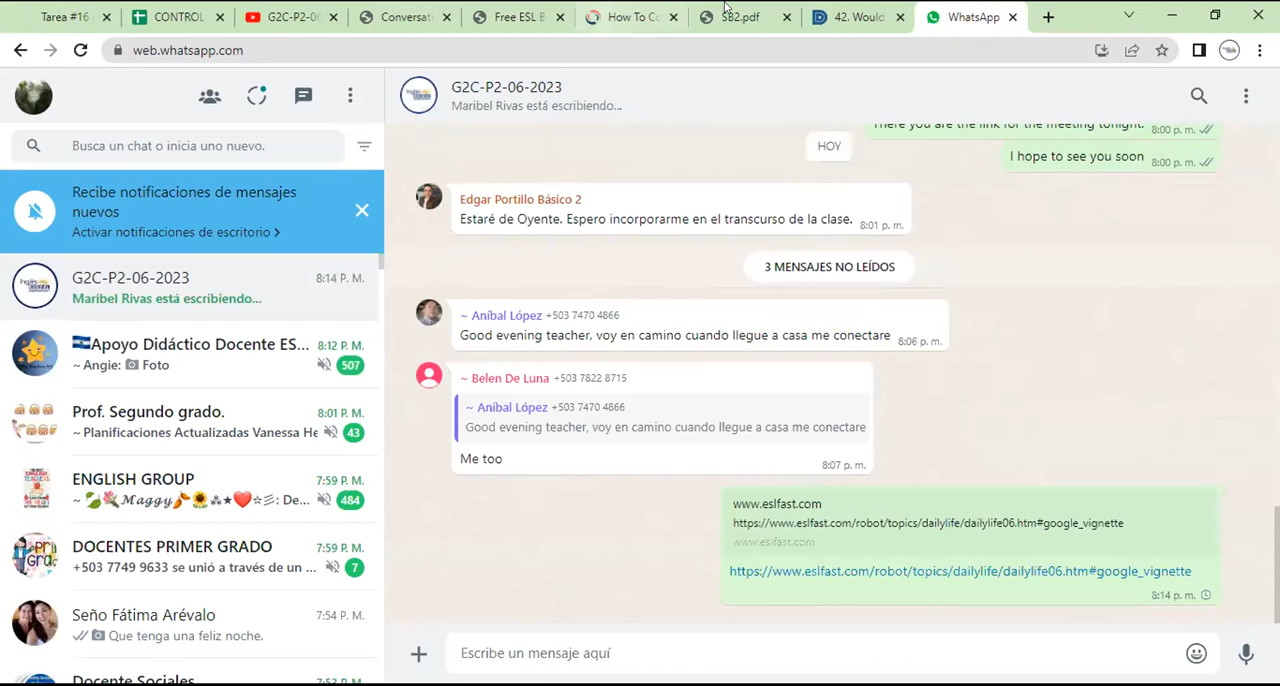 Tarea #16
CONTROL
G2C-P2-0
Conversati
Free ESL B
How To Co
SB2.pdf
42. Would
WhatsApp
web.whatsapp.com
G2C-P2-06-2023
Maribel Rivas está escribiendo...
Busca un chat o inicia uno nuevo.
Recibe notificaciones de mensajes
nuevos
Activar notificaciones de escritorio
G2C-P2-06-2023
8:14 P. M.
Maribel Rivas está escribiendo...
🇸🇻Apoyo Didáctico Docente ES...
8:12 P. M.
~ Angie: 📷 Foto
507
Prof. Segundo grado.
8:01 P. M.
~ Planificaciones Actualizadas Vanessa He
43
ENGLISH GROUP
7:59 P. M.
~ 🍃🌺𝓜𝓪𝓰𝓰𝔂🍂🌻⁂★❤️☆彡: De...
484
DOCENTES PRIMER GRADO
7:59 P. M.
+503 7749 9633 se unió a través de un ...
7
Seño Fátima Arévalo
7:54 P. M.
Que tenga una feliz noche.
Docente Sociales
7:53 P. M.
There you are the link for the meeting tonight.
8:00 p. m.
HOY
I hope to see you soon
8:00 p. m.
Edgar Portillo Básico 2
Estaré de Oyente. Espero incorporarme en el transcurso de la clase.
8:01 p. m.
3 MENSAJES NO LEÍDOS
~ Aníbal López +503 7470 4866
Good evening teacher, voy en camino cuando llegue a casa me conectare
8:06 p. m.
~ Belen De Luna +503 7822 8715
~ Aníbal López +503 7470 4866
Good evening teacher, voy en camino cuando llegue a casa me conectare
Me too
8:07 p. m.
www.eslfast.com
https://www.eslfast.com/robot/topics/dailylife/dailylife06.htm#google_vignette
www.eslfast.com
https://www.eslfast.com/robot/topics/dailylife/dailylife06.htm#google_vignette
8:14 p. m.
Escribe un mensaje aquí